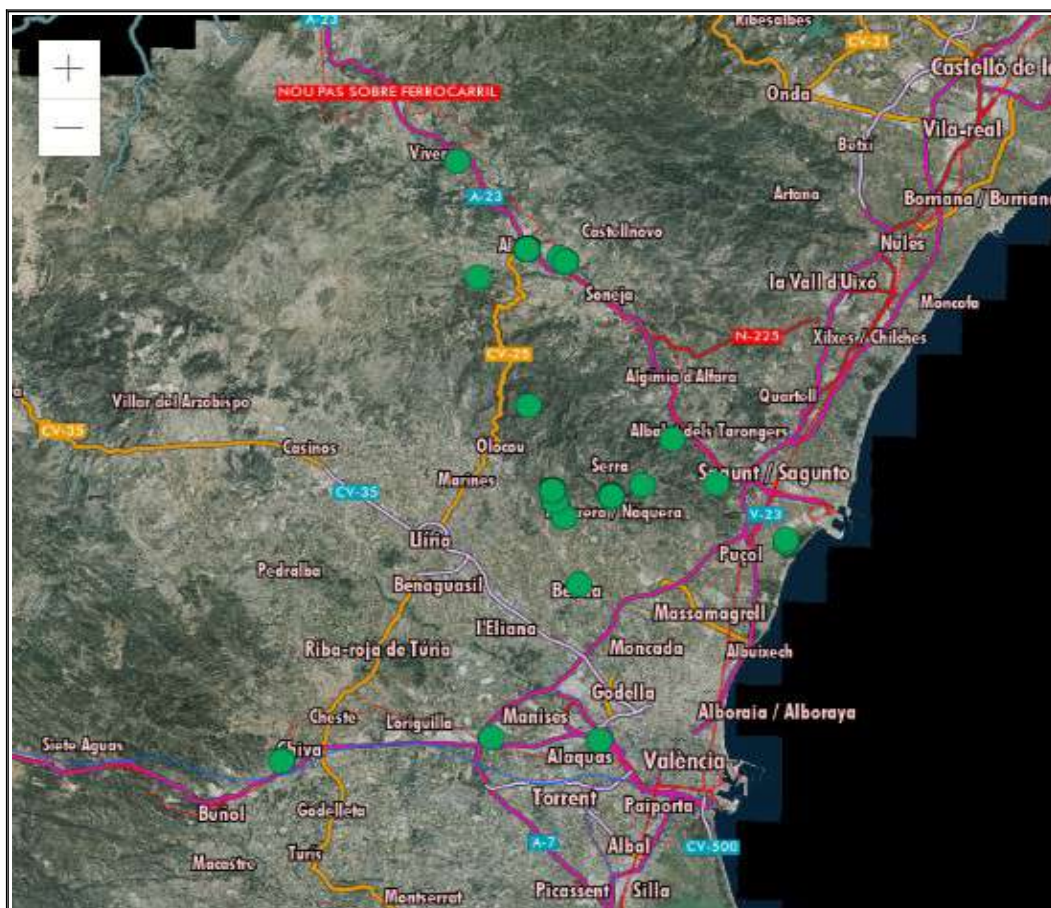 A-23
Ribesalbes
CV-21
Castelló de la
NOU PAS SOBRE FERROCARRIL
Onda
Vila-real
Viver
Betxí
A-23
Artana
Borriana / Burriana
Castellnovo
Al
Nules
la Vall d'Uixó
Soneja
Moncofa
N-225
Xilxes / Chilches
CV-25
Algimia d'Alfara
Quartell
Villar del Arzobispo
CV-35
Casinos
Olocau
Albalat dels Tarongers
Serra
Marines
Sagunt // Sagunto
CV-35
Náquera / Naquera
V-23
Llíria
Puçol
Pedralba
Benaguasil
Bétera
Massamagrell
l'Eliana
Riba-roja de Túria
Moncada
Albuixech
Godella
Cheste
Loriguilla
Manises
Alboraia / Alboraya
Siete Aguas
Chiva
Alaquas
València
Torrent
Paiporta
Buñol
Godelleta
A-7
Albal
CV-500
Macastre
Turís
Montserrat
Picassent
Silla